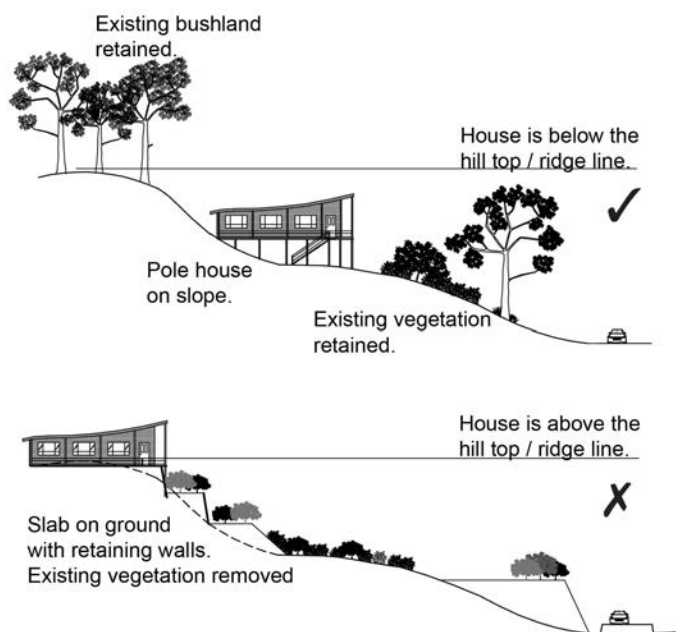 Existing bushland
retained.
House is below the
hill top / ridge line.
Pole house
on slope.
Existing vegetation
retained.
House is above the
hill top / ridge line.
Slab on ground
with retaining walls.
Existing vegetation removed